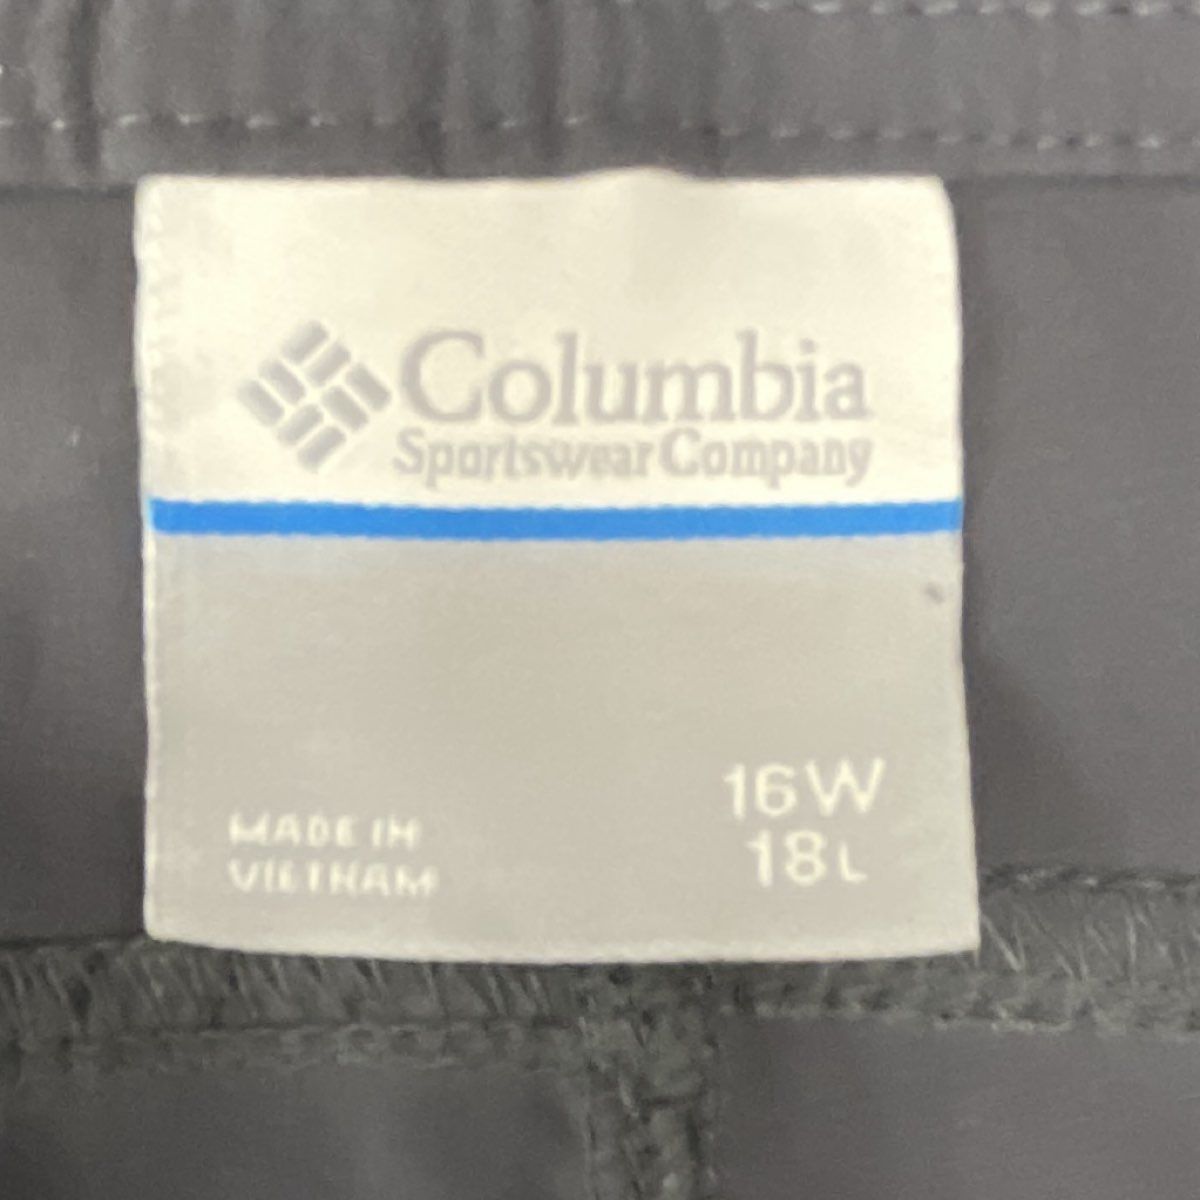 Columbia
Sportswear Company
MADE IN
VIETNAM
16W
18L